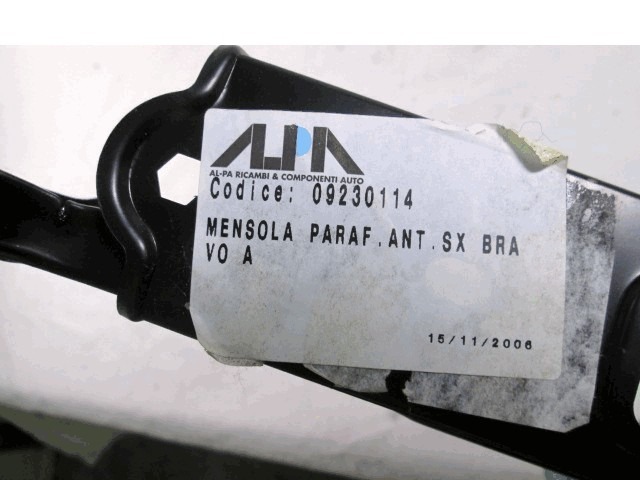 ALPA
AL-PA RICAMBI & COMPONENTI AUTO
Codice: 09230114
MENSOLA PARAF.ANT.SX BRA
VO A
15/11/2006